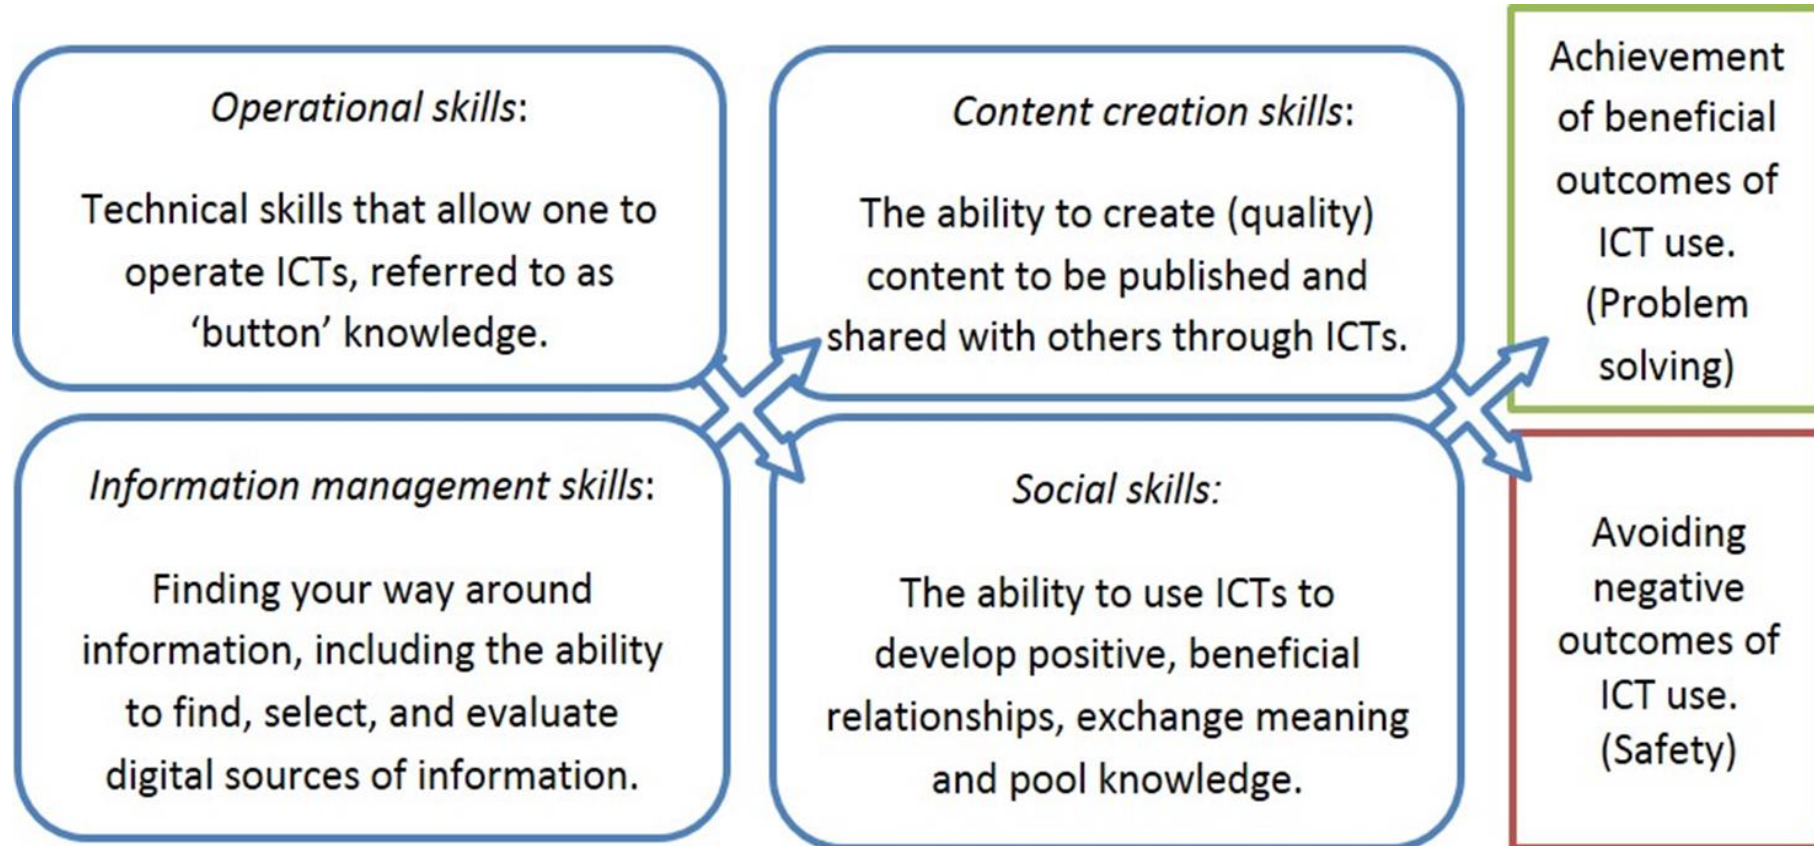 Operational skills:
Technical skills that allow one to
operate ICTs, referred to as
‘button’ knowledge.
Information management skills:
Finding your way around
information, including the ability
to find, select, and evaluate
digital sources of information.
Content creation skills:
The ability to create (quality)
content to be published and
shared with others through ICTs.
Social skills:
The ability to use ICTs to
develop positive, beneficial
relationships, exchange meaning
and pool knowledge.
Achievement
of beneficial
outcomes of
ICT use.
(Problem
solving)
Avoiding
negative
outcomes of
ICT use.
(Safety)